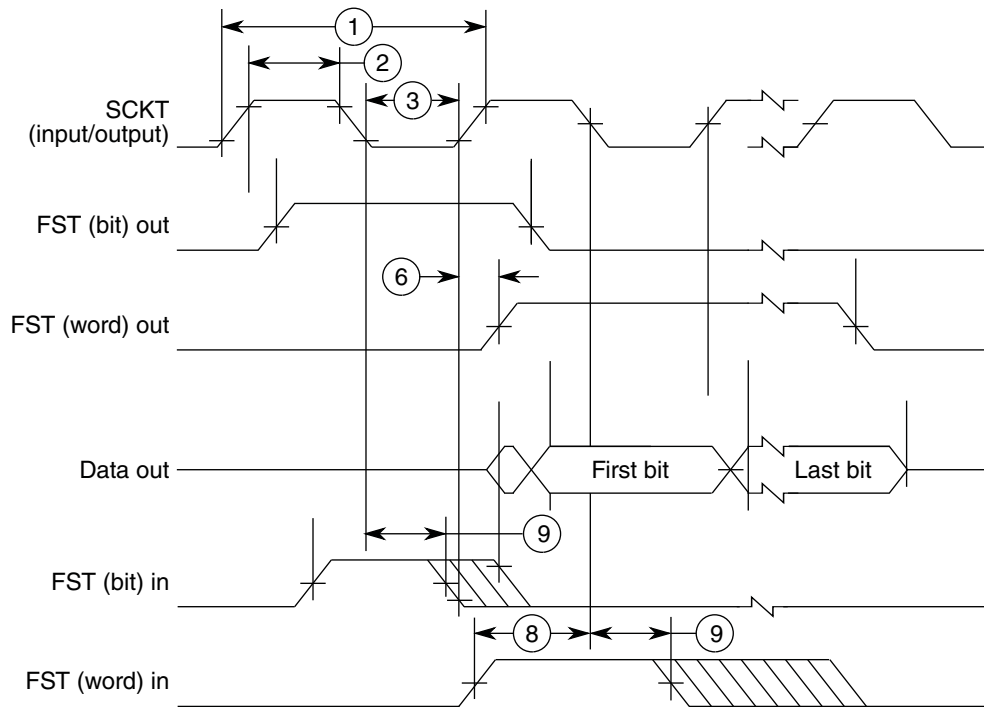 1
2
3
SCKT
(input/output)
FST (bit) out
6
FST (word) out
Data out
First bit
Last bit
9
FST (bit) in
8
9
FST (word) in